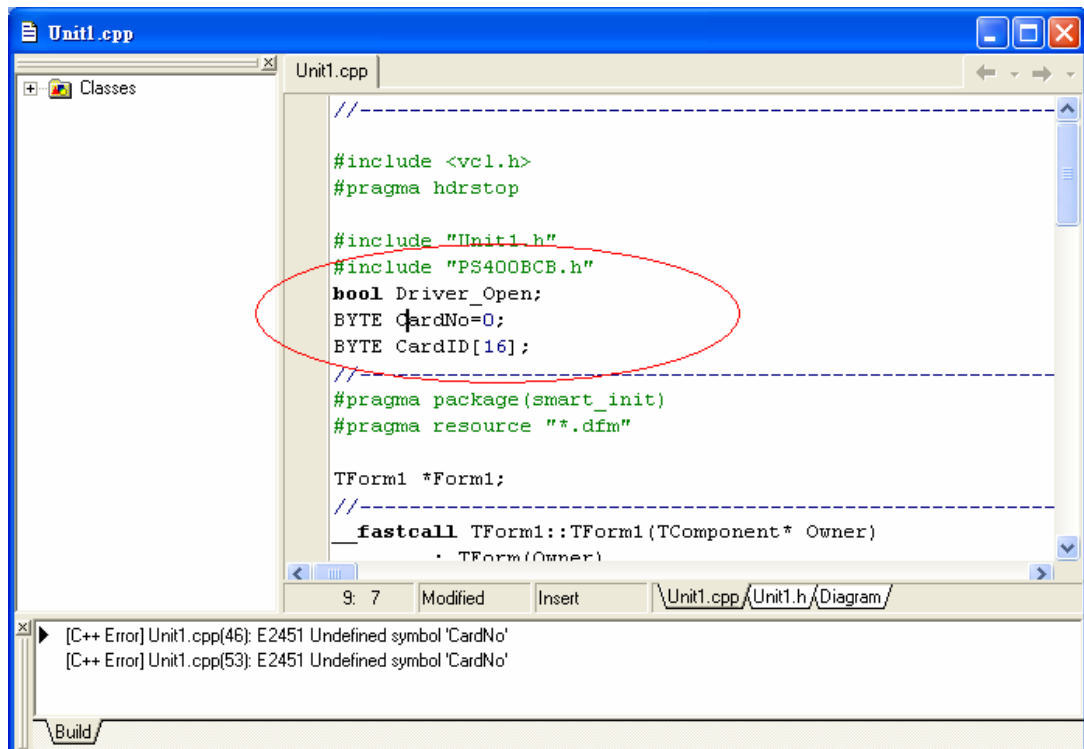 Unit1.cpp
Classes
Unit1.cpp
//------------------------------------------------------
#include <vcl.h>
#pragma hdrstop
#include "Unit1.h"
#include "PS400BCB.h"
bool Driver_Open;
BYTE CardNo=0;
BYTE CardID[16];
//------------------------------------------------------
#pragma package(smart_init)
#pragma resource "*.dfm"
TForm1 *Form1;
//------------------------------------------------------
__fastcall TForm1::TForm1(TComponent* Owner)
: TForm(Owner)
9: 7 Modified Insert Unit1.cpp Unit1.h Diagram
[C++ Error] Unit1.cpp(46): E2451 Undefined symbol 'CardNo'
[C++ Error] Unit1.cpp(53): E2451 Undefined symbol 'CardNo'
Build